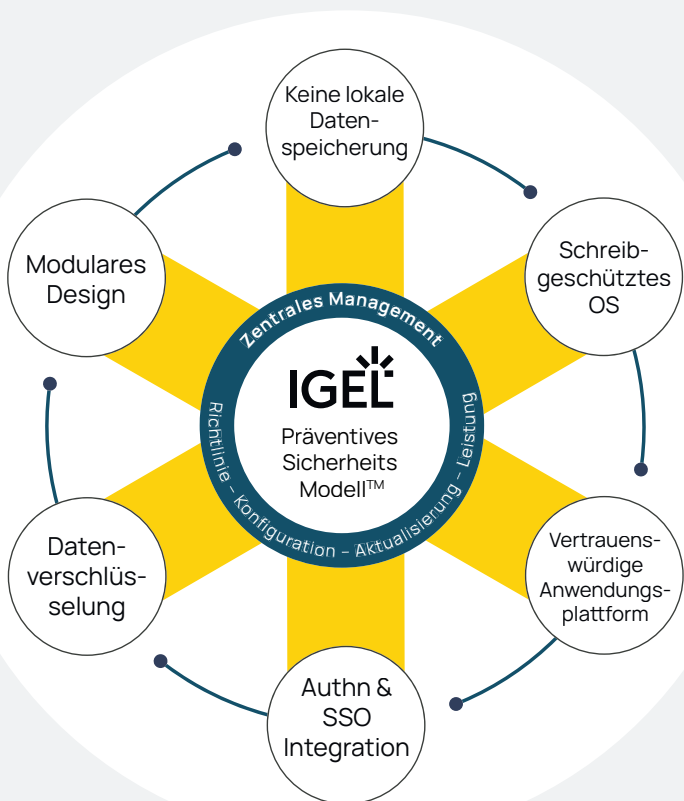 Keine lokale
Daten-
speicherung
Modulares
Design
Schreib-
geschütztes
OS
Zentrales Management
IGEL
Präventives
Sicherheits
Modell™
Richtlinie – Konfiguration – Aktualisierung – Leistung
Daten-
verschlüs-
selung
Vertrauens-
würdige
Anwendungs-
plattform
Authn &
SSO
Integration